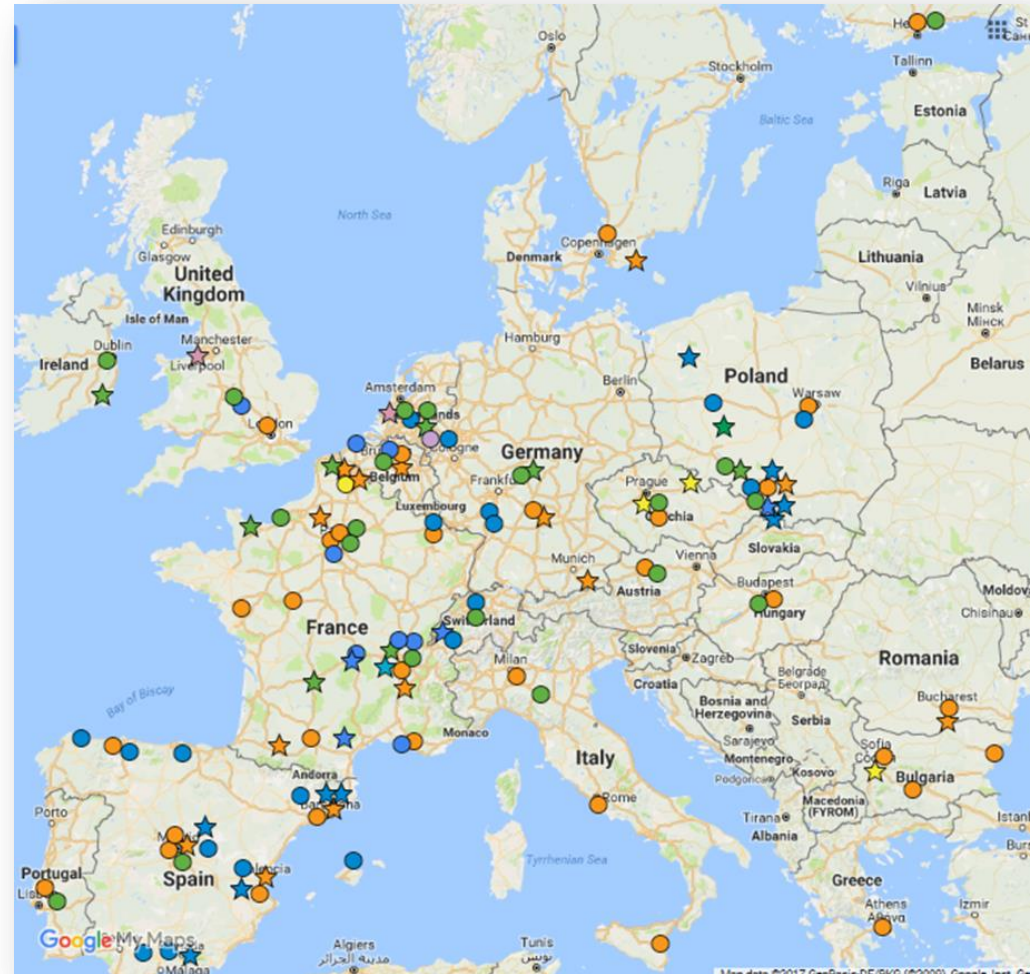 Oslo
Stockholm
Tallinn
Estonia
Baltic Sea
Riga
Latvia
North Sea
Edinburgh
Glasgow
United
Kingdom
Isle of Man
Denmark
Lithuania
Vilnius
Minsk
Мінск
Belarus
Dublin
Ireland
Manchester
Liverpool
Hamburg
Berlin
Poland
Warsaw
Amsterdam
Germany
Belgium
Luxembourg
Prague
Munich
Vienna
Slovakia
Austria
Budapest
Hungary
Chisinau
France
Milan
Slovenia
Zagreb
Croatia
Romania
Bay of Biscay
Belgrade
Београд
Bosnia and
Herzegovina
Serbia
Bucharest
Monaco
Sarajevo
Montenegro
Podgorica
Kosovo
Sofia
Bulgaria
Italy
Andorra
Porto
Rome
Macedonia
(FYROM)
Tirana
Albania
Portugal
Spain
Tyrrhenian Sea
Greece
Athens
Αθήνα
Izmir
Google My Maps
Málaga
Algiers
مدينة الجزائر
Tunis
تونس